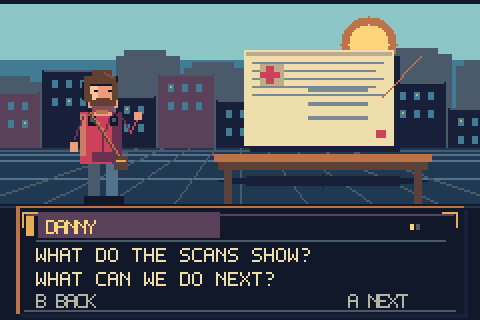 DANNY
WHAT DO THE SCANS SHOW?
WHAT CAN WE DO NEXT?
B BACK
A NEXT